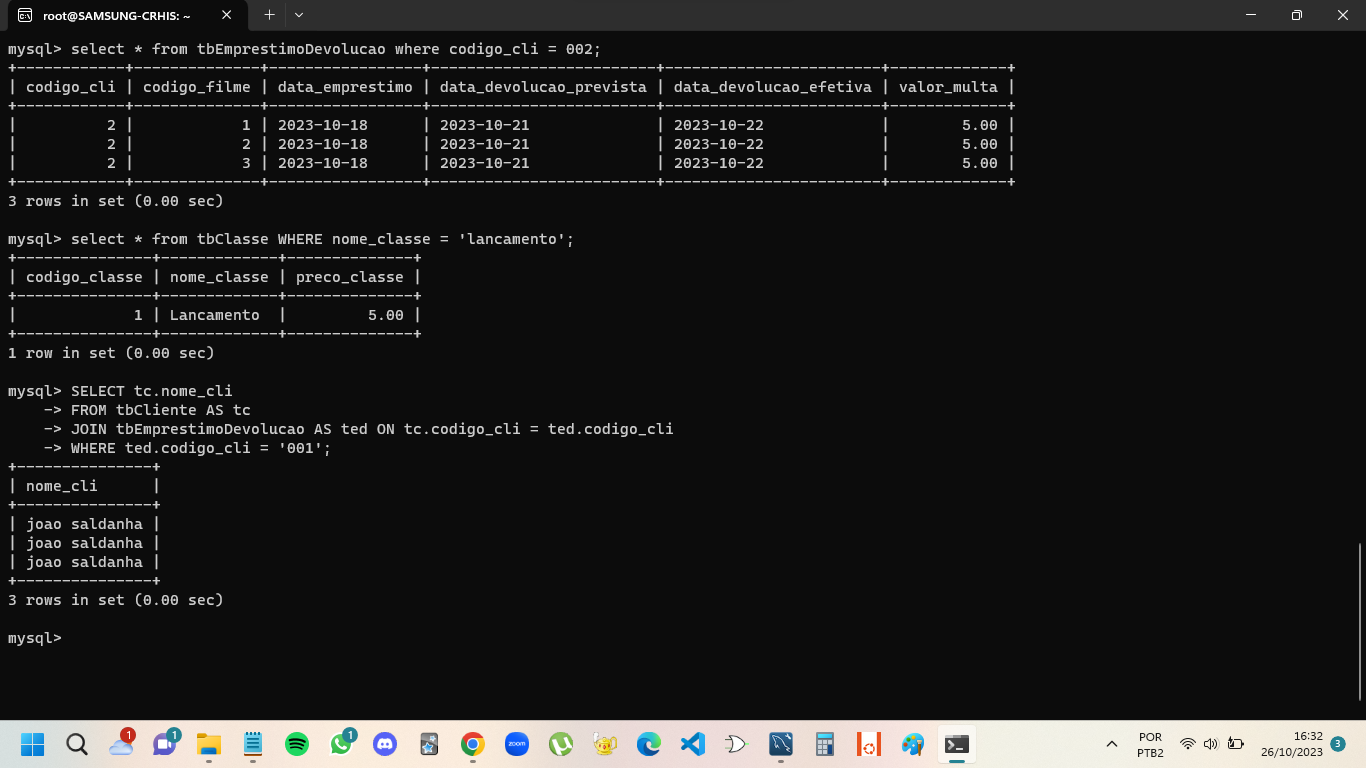 root@SAMSUNG-CRHIS: ~
mysql> select * from tbEmprestimoDevolucao where codigo_cli = 002;
+------------+--------------+-----------------+-------------------------+------------------------+-------------+
| codigo_cli | codigo_filme | data_emprestimo | data_devolucao_prevista | data_devolucao_efetiva | valor_multa |
+------------+--------------+-----------------+-------------------------+------------------------+-------------+
|          2 |            1 | 2023-10-18      | 2023-10-21              | 2023-10-22             |        5.00 |
|          2 |            2 | 2023-10-18      | 2023-10-21              | 2023-10-22             |        5.00 |
|          2 |            3 | 2023-10-18      | 2023-10-21              | 2023-10-22             |        5.00 |
+------------+--------------+-----------------+-------------------------+------------------------+-------------+
3 rows in set (0.00 sec)
mysql> select * from tbClasse WHERE nome_classe = 'lancamento';
+---------------+-------------+--------------+
| codigo_classe | nome_classe | preco_classe |
+---------------+-------------+--------------+
|             1 | Lancamento  |         5.00 |
+---------------+-------------+--------------+
1 row in set (0.00 sec)
mysql> SELECT tc.nome_cli
    -> FROM tbCliente AS tc
    -> JOIN tbEmprestimoDevolucao AS ted ON tc.codigo_cli = ted.codigo_cli
    -> WHERE ted.codigo_cli = '001';
+---------------+
| nome_cli      |
+---------------+
| joao saldanha |
| joao saldanha |
| joao saldanha |
+---------------+
3 rows in set (0.00 sec)
mysql>
1
1
1
zoom
POR
PTB2
16:32
26/10/2023
3